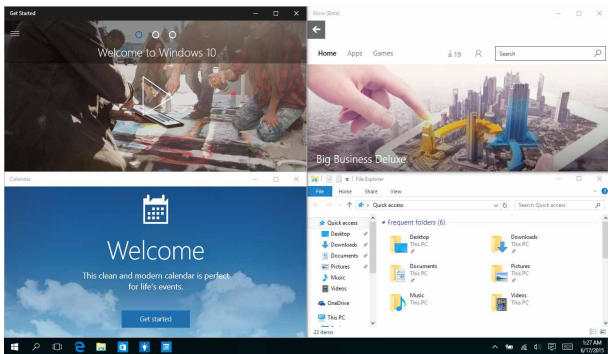 Get Started
Welcome to Windows 10
Store (Beta)
Home Apps Games 19 Search
Big Business Deluxe
Calendar
Welcome
This clean and modern calendar is perfect
for life's events.
Get started
File Explorer
File Home Share View
Quick access Search Quick access
Quick access
Desktop
Downloads
Documents
Pictures
Music
Videos
OneDrive
This PC
Frequent folders (6)
Desktop
This PC
Downloads
This PC
Documents
This PC
Pictures
This PC
Music
This PC
Videos
This PC
22 items
1:27 AM
6/17/2015